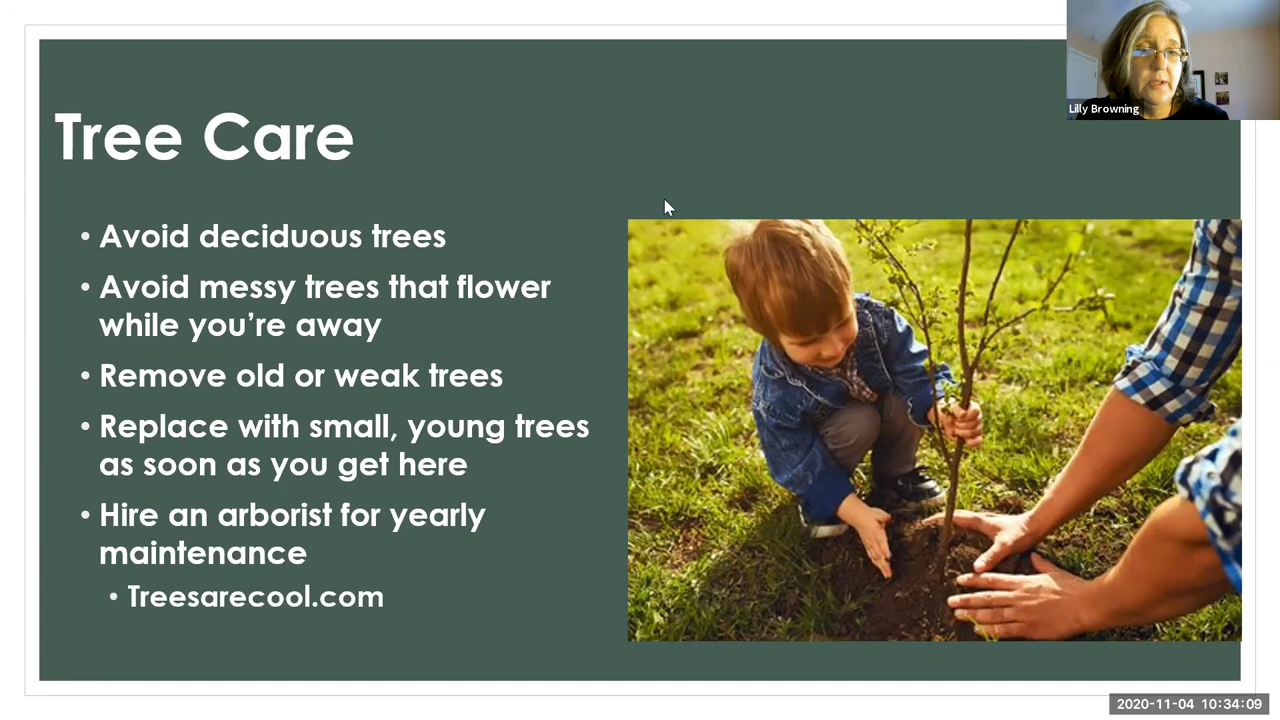 Lilly Browning
Tree Care
• Avoid deciduous trees
• Avoid messy trees that flower
while you’re away
• Remove old or weak trees
• Replace with small, young trees
as soon as you get here
• Hire an arborist for yearly
maintenance
• Treesarecool.com
2020-11-04 10:34:09